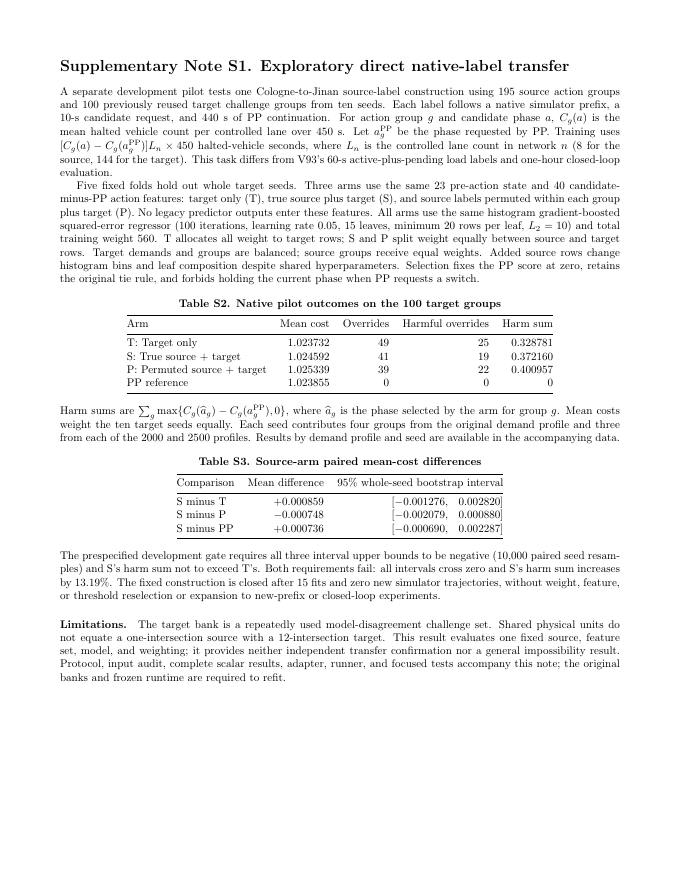 Supplementary Note S1. Exploratory direct native-label transfer
A separate development pilot tests one Cologne-to-Jinan source-label construction using 195 source action groups
and 100 previously reused target challenge groups from ten seeds. Each label follows a native simulator prefix, a
10-s candidate request, and 440 s of PP continuation. For action group g and candidate phase a, C_g(a) is the
mean halted vehicle count per controlled lane over 450 s. Let a_g^PP be the phase requested by PP. Training uses
[C_g(a) − C_g(a_g^PP)]L_n × 450 halted-vehicle seconds, where L_n is the controlled lane count in network n (8 for the
source, 144 for the target). This task differs from V93's 60-s active-plus-pending load labels and one-hour closed-loop
evaluation.
Five fixed folds hold out whole target seeds. Three arms use the same 23 pre-action state and 40 candidate-
minus-PP action features: target only (T), true source plus target (S), and source labels permuted within each group
plus target (P). No legacy predictor outputs enter these features. All arms use the same histogram gradient-boosted
squared-error regressor (100 iterations, learning rate 0.05, 15 leaves, minimum 20 rows per leaf, L_2 = 10) and total
training weight 560. T allocates all weight to target rows; S and P split weight equally between source and target
rows. Target demands and groups are balanced; source groups receive equal weights. Added source rows change
histogram bins and leaf composition despite shared hyperparameters. Selection fixes the PP score at zero, retains
the original tie rule, and forbids holding the current phase when PP requests a switch.
Table S2. Native pilot outcomes on the 100 target groups
Arm Mean cost Overrides Harmful overrides Harm sum
T: Target only 1.023732 49 25 0.328781
S: True source + target 1.024592 41 19 0.372160
P: Permuted source + target 1.025339 39 22 0.400957
PP reference 1.023855 0 0 0
Harm sums are ∑_g max{C_g(â_g) − C_g(a_g^PP), 0}, where â_g is the phase selected by the arm for group g. Mean costs
weight the ten target seeds equally. Each seed contributes four groups from the original demand profile and three
from each of the 2000 and 2500 profiles. Results by demand profile and seed are available in the accompanying data.
Table S3. Source-arm paired mean-cost differences
Comparison Mean difference 95% whole-seed bootstrap interval
S minus T +0.000859 [−0.001276, 0.002820]
S minus P −0.000748 [−0.002079, 0.000880]
S minus PP +0.000736 [−0.000690, 0.002287]
The prespecified development gate requires all three interval upper bounds to be negative (10,000 paired seed resam-
ples) and S's harm sum not to exceed T's. Both requirements fail: all intervals cross zero and S's harm sum increases
by 13.19%. The fixed construction is closed after 15 fits and zero new simulator trajectories, without weight, feature,
or threshold reselection or expansion to new-prefix or closed-loop experiments.
Limitations. The target bank is a repeatedly used model-disagreement challenge set. Shared physical units do
not equate a one-intersection source with a 12-intersection target. This result evaluates one fixed source, feature
set, model, and weighting; it provides neither independent transfer confirmation nor a general impossibility result.
Protocol, input audit, complete scalar results, adapter, runner, and focused tests accompany this note; the original
banks and frozen runtime are required to refit.